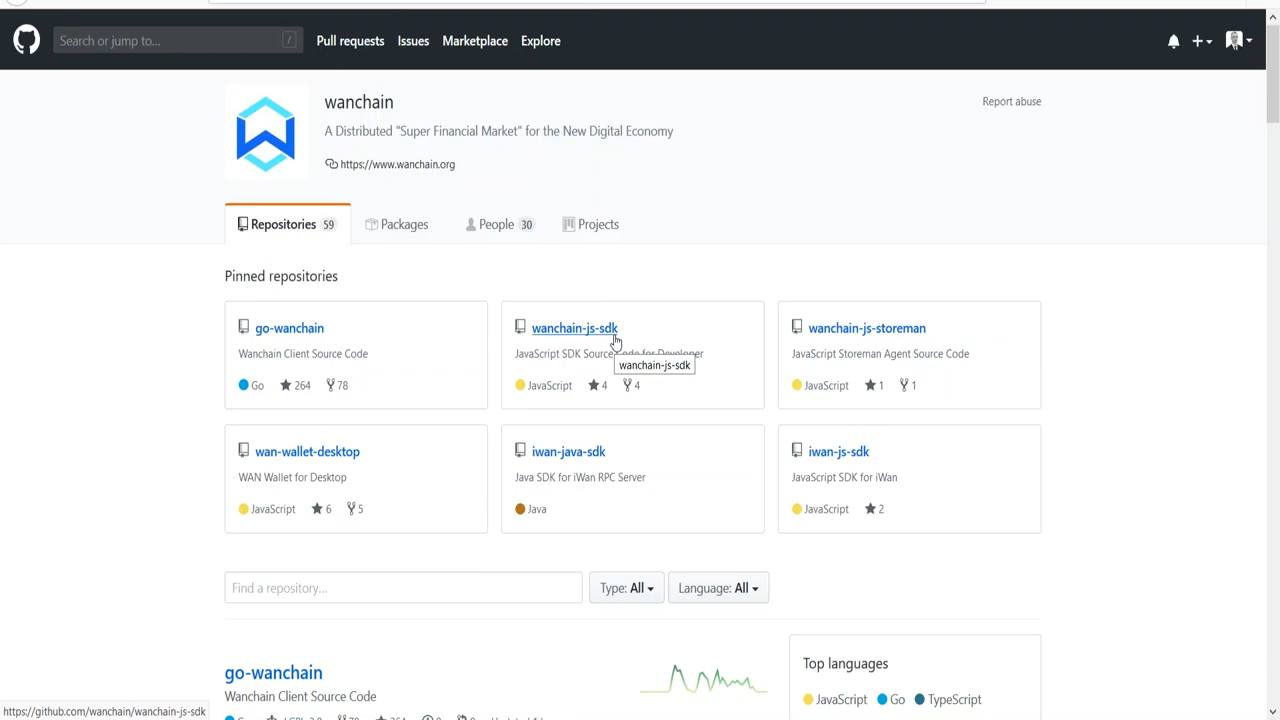 Search or jump to... /
Pull requests Issues Marketplace Explore
wanchain
Report abuse
A Distributed "Super Financial Market" for the New Digital Economy
https://www.wanchain.org
Repositories 59 Packages People 30 Projects
Pinned repositories
go-wanchain
Wanchain Client Source Code
Go 264 78
wanchain-js-sdk
JavaScript SDK Source Code for Developer
wanchain-js-sdk
JavaScript 4 4
wanchain-js-storeman
JavaScript Storeman Agent Source Code
JavaScript 1 1
wan-wallet-desktop
WAN Wallet for Desktop
JavaScript 6 5
iwan-java-sdk
Java SDK for iWan RPC Server
Java
iwan-js-sdk
JavaScript SDK for iWan
JavaScript 2
Find a repository... Type: All Language: All
go-wanchain
Wanchain Client Source Code
Top languages
JavaScript Go TypeScript
https://github.com/wanchain/wanchain-js-sdk